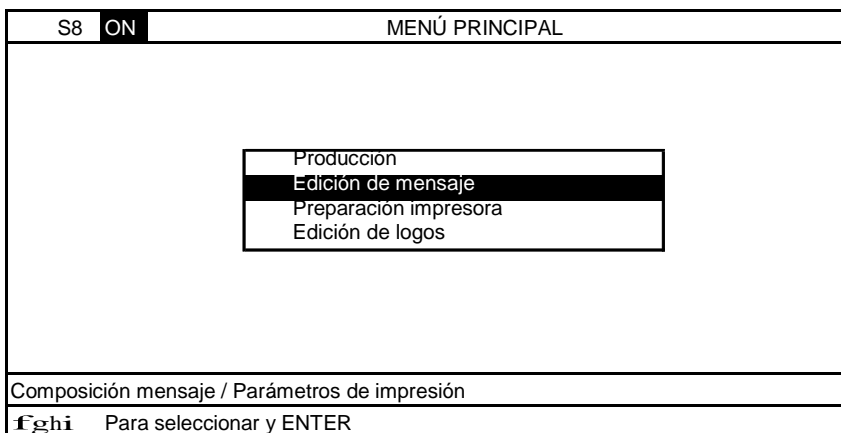 S8 ON MENÚ PRINCIPAL
Producción
Edición de mensaje
Preparación impresora
Edición de logos
Composición mensaje / Parámetros de impresión
fghi Para seleccionar y ENTER